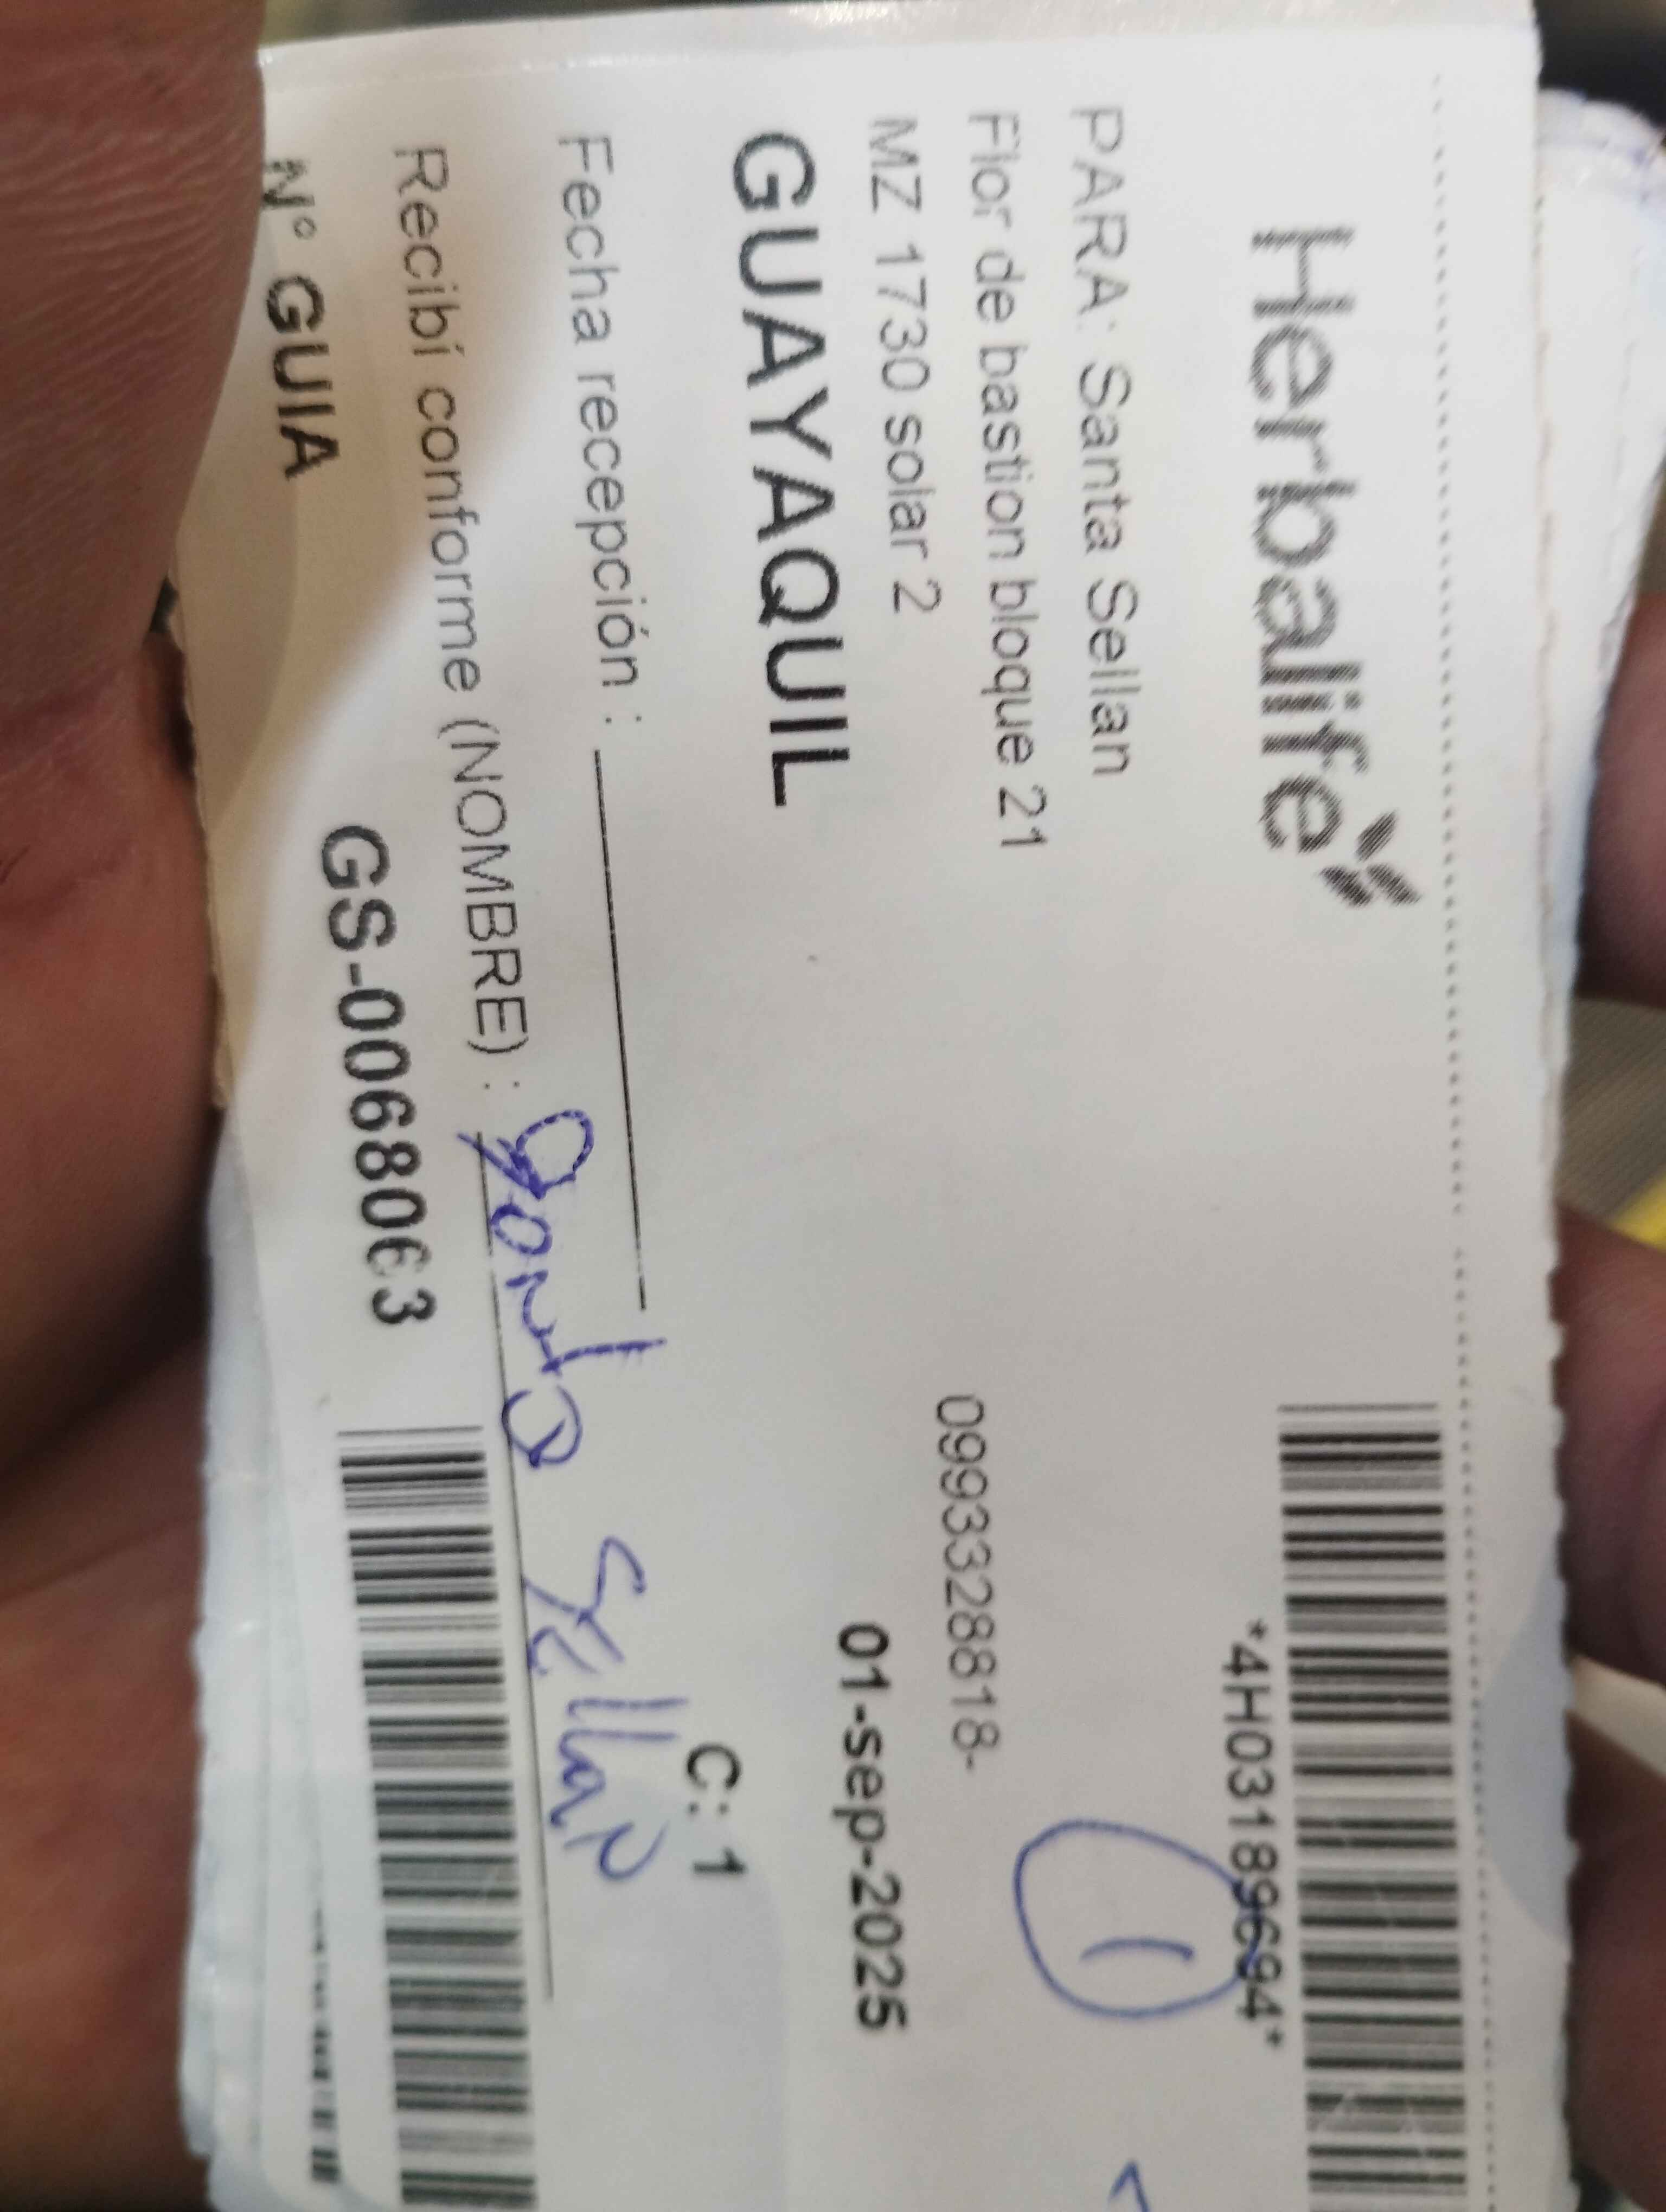 Herbalife
*4H03189694*
PARA: Santa Sellan
Flor de bastion bloque 21
0993328818-
MZ 1730 solar 2
01-sep-2025
GUAYAQUIL
C: 1
Fecha recepción :
Recibí conforme (NOMBRE) : Santa Sellan
N° GUIA GS-00680063
1